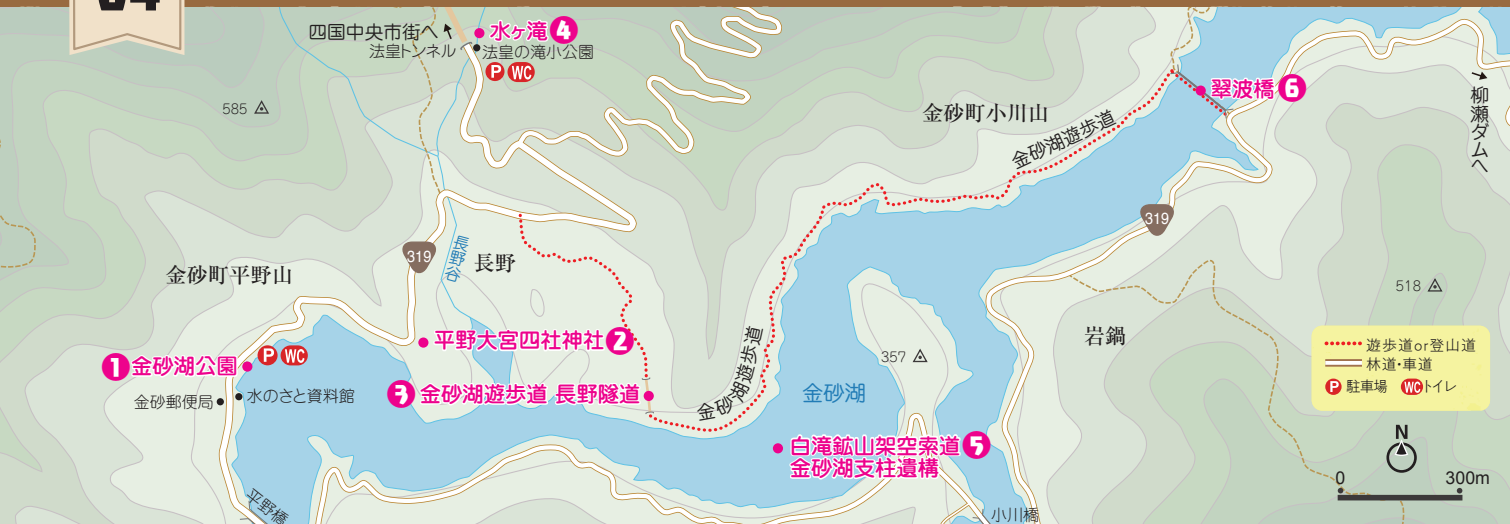 四国中央市街へ
法皇トンネル
水ヶ滝 4
法皇の滝小公園
P WC
585
金砂町小川山
金砂湖遊歩道
翠波橋 6
柳瀬ダムへ
319
319
長野谷
長野
金砂町平野山
518
岩鍋
平野大宮四社神社 2
1 金砂湖公園
P WC
金砂郵便局
水のさと資料館
3 金砂湖遊歩道 長野隧道
金砂湖遊歩道
357
金砂湖
白滝鉱山架空索道 5
金砂湖支柱遺構
平野橋
小川橋
遊歩道or登山道
林道・車道
P 駐車場 WC トイレ
N
0 300m